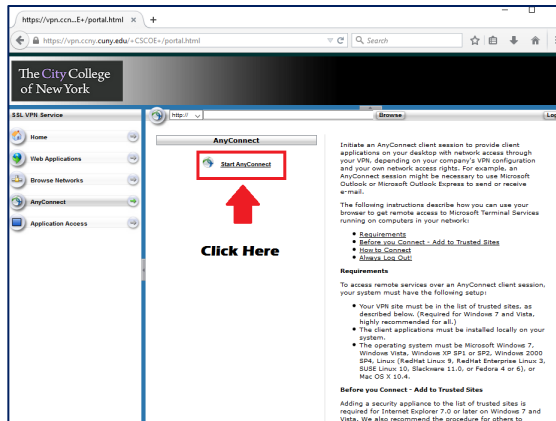 https://vpn.ccn...E+/portal.html
https://vpn.ccny.cuny.edu/+CSCOE+/portal.html
Search
The City College
of New York
SSL VPN Service
http://
Browse
Home
Web Applications
Browse Networks
AnyConnect
Application Access
AnyConnect
Start AnyConnect
Click Here
Initiate an AnyConnect client session to provide client
applications on your desktop with network access through
your VPN, depending on your company's VPN configuration
and your own network access rights. For example, an
AnyConnect session might be necessary to use Microsoft
Outlook or Microsoft Outlook Express to send or receive
e-mail.
The following instructions describe how you can use your
browser to get remote access to Microsoft Terminal Services
running on computers in your network:
Requirements
Before you Connect - Add to Trusted Sites
How to Connect
Always Log Out!
Requirements
To access remote services over an AnyConnect client session,
your system must have the following setup:
Your VPN site must be in the list of trusted sites, as
described below. (Required for Windows 7 and Vista,
highly recommended for all.)
The client applications must be installed locally on your
system.
The operating system must be Microsoft Windows 7,
Windows Vista, Windows XP SP1 or SP2, Windows 2000
SP4, Linux (RedHat Linux 9, RedHat Enterprise Linux 3,
SUSE Linux 10, Slackware 11.0, or Fedora 4 or 6), or
Mac OS X 10.4.
Before you Connect - Add to Trusted Sites
Adding a security appliance to the list of trusted sites is
required for Internet Explorer 7.0 or later on Windows 7 and
Vista. We also recommend the procedure for others to